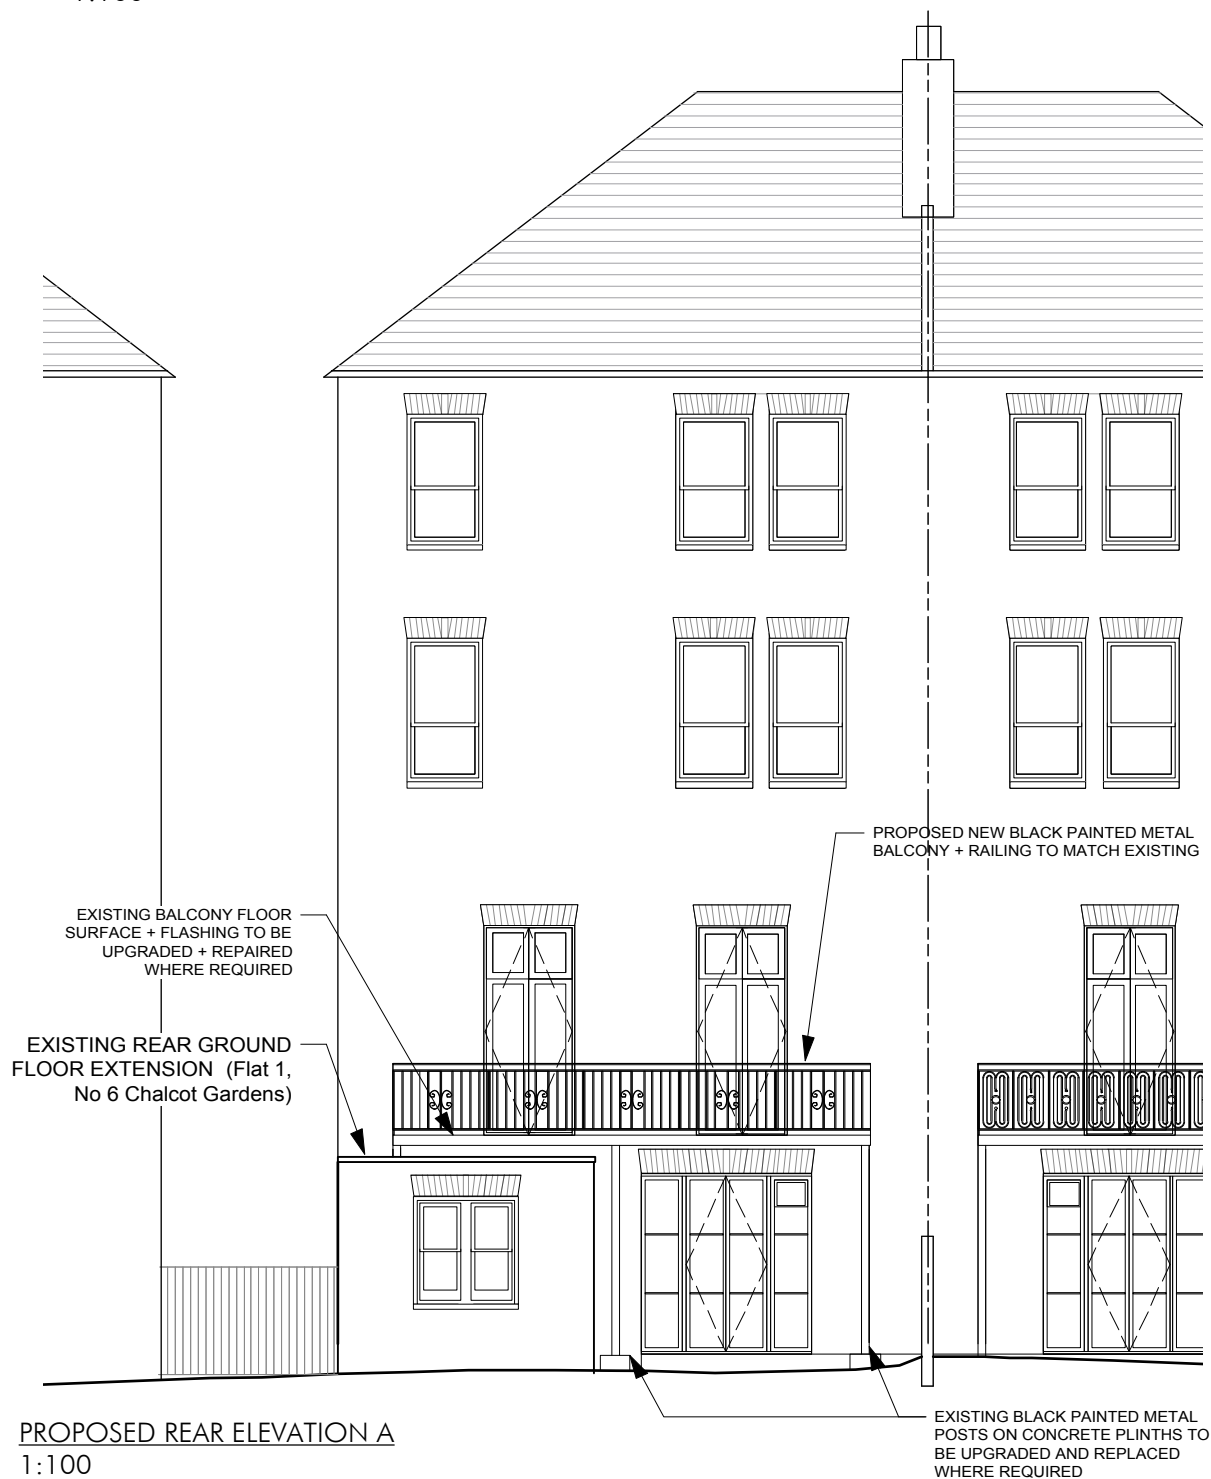 PROPOSED NEW BLACK PAINTED METAL
BALCONY + RAILING TO MATCH EXISTING
EXISTING BALCONY FLOOR
SURFACE + FLASHING TO BE
UPGRADED + REPAIRED
WHERE REQUIRED
EXISTING REAR GROUND
FLOOR EXTENSION (Flat 1,
No 6 Chalcot Gardens)
EXISTING BLACK PAINTED METAL
POSTS ON CONCRETE PLINTHS TO
BE UPGRADED AND REPLACED
WHERE REQUIRED
PROPOSED REAR ELEVATION A
1:100